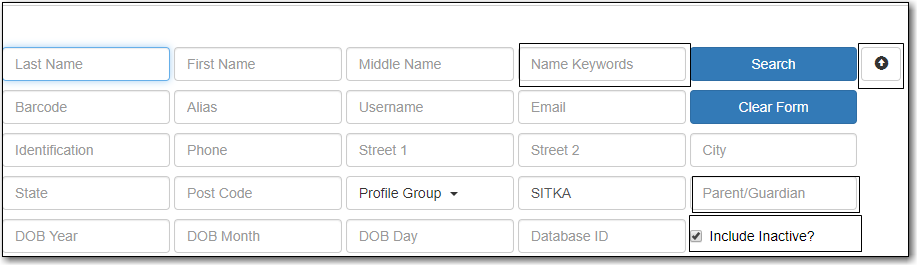 Last Name First Name Middle Name Name Keywords Search
Barcode Alias Username Email Clear Form
Identification Phone Street 1 Street 2 City
State Post Code Profile Group SITKA Parent/Guardian
DOB Year DOB Month DOB Day Database ID Include Inactive?